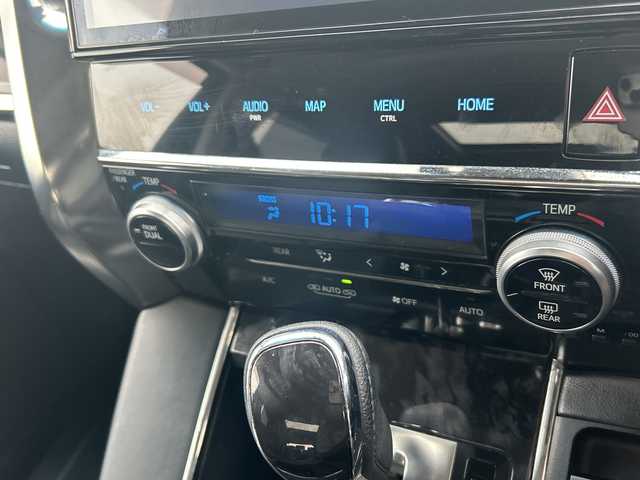 VOL- VOL+ AUDIO MAP MENU HOME
PWR CTRL
TEMP
TEMP
10:17
FRONT
DUAL
REAR
A/C
AUTO
OFF
AUTO
FRONT
REAR